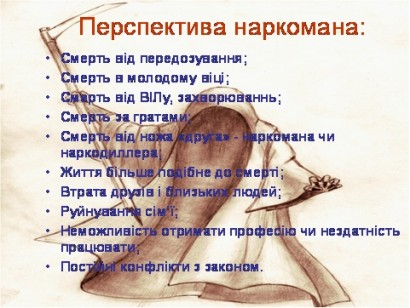 Перспектива наркомана:
• Смерть від передозування;
• Смерть в молодому віці;
• Смерть від ВІЛу, захворюваннь;
• Смерть за гратами;
• Смерть від ножа «друга» - наркомана чи
наркодиллера;
• Життя більше подібне до смерті;
• Втрата друзів і близьких людей;
• Руйнування сім'ї;
• Неможливість отримати професію чи нездатність
працювати;
• Постійні конфлікти з законом.